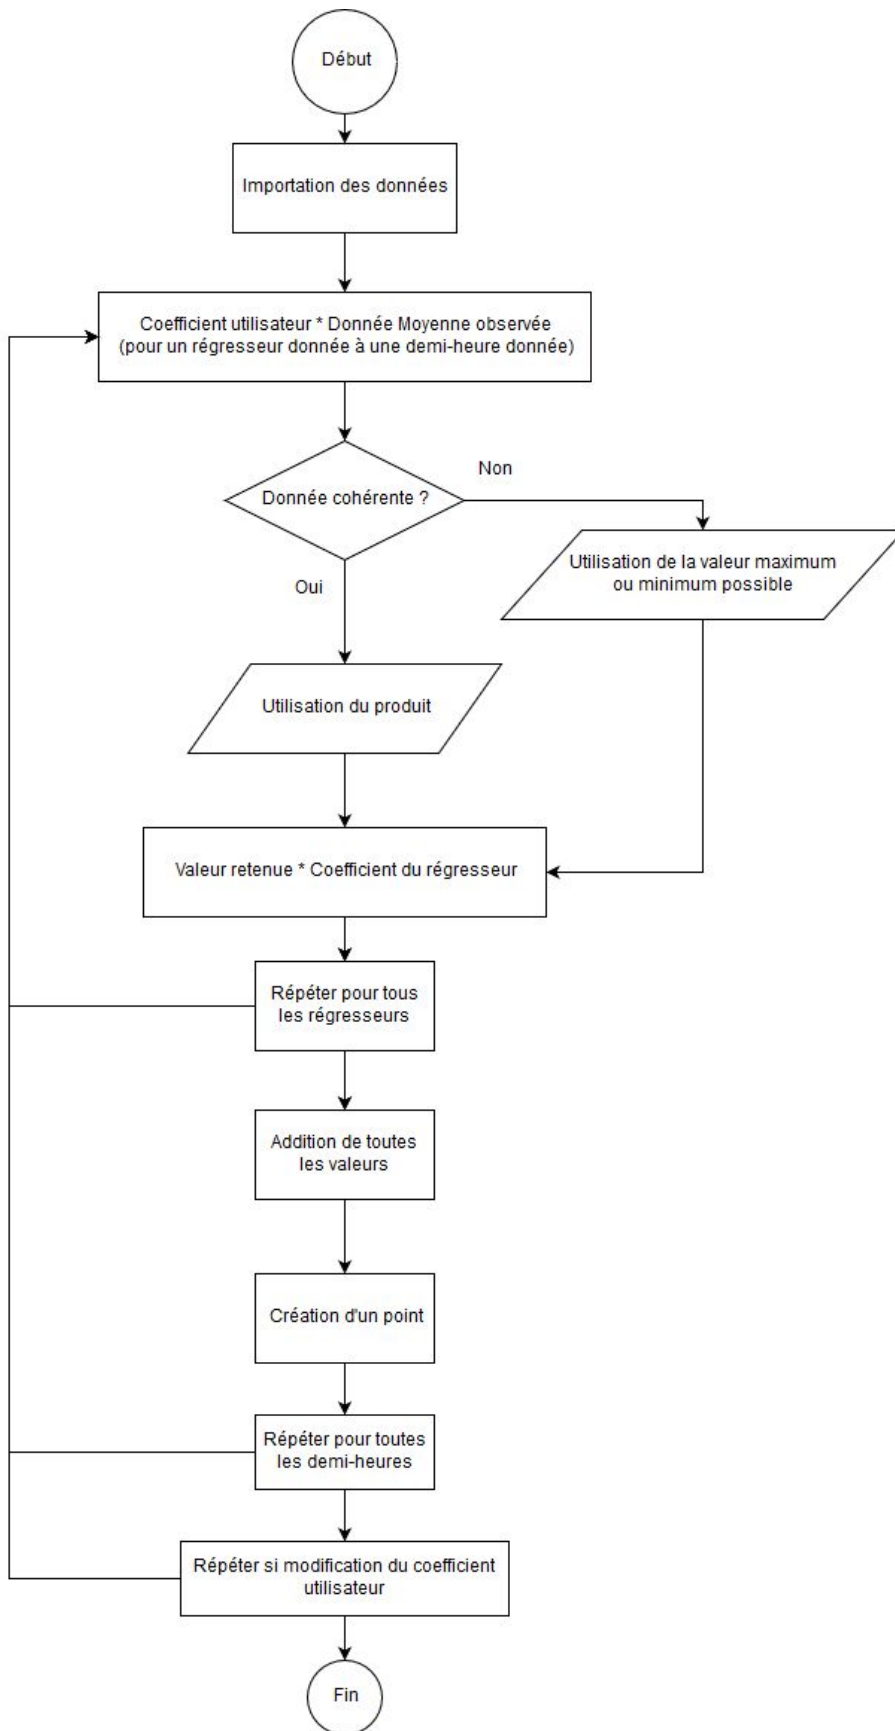 Début
Importation des données
Coefficient utilisateur * Donnée Moyenne observée
(pour un régresseur donnée à une demi-heure donnée)
Non
Donnée cohérente ?
Utilisation de la valeur maximum
ou minimum possible
Oui
Utilisation du produit
Valeur retenue * Coefficient du régresseur
Répéter pour tous
les régresseurs
Addition de toutes
les valeurs
Création d'un point
Répéter pour toutes
les demi-heures
Répéter si modification du coefficient
utilisateur
Fin